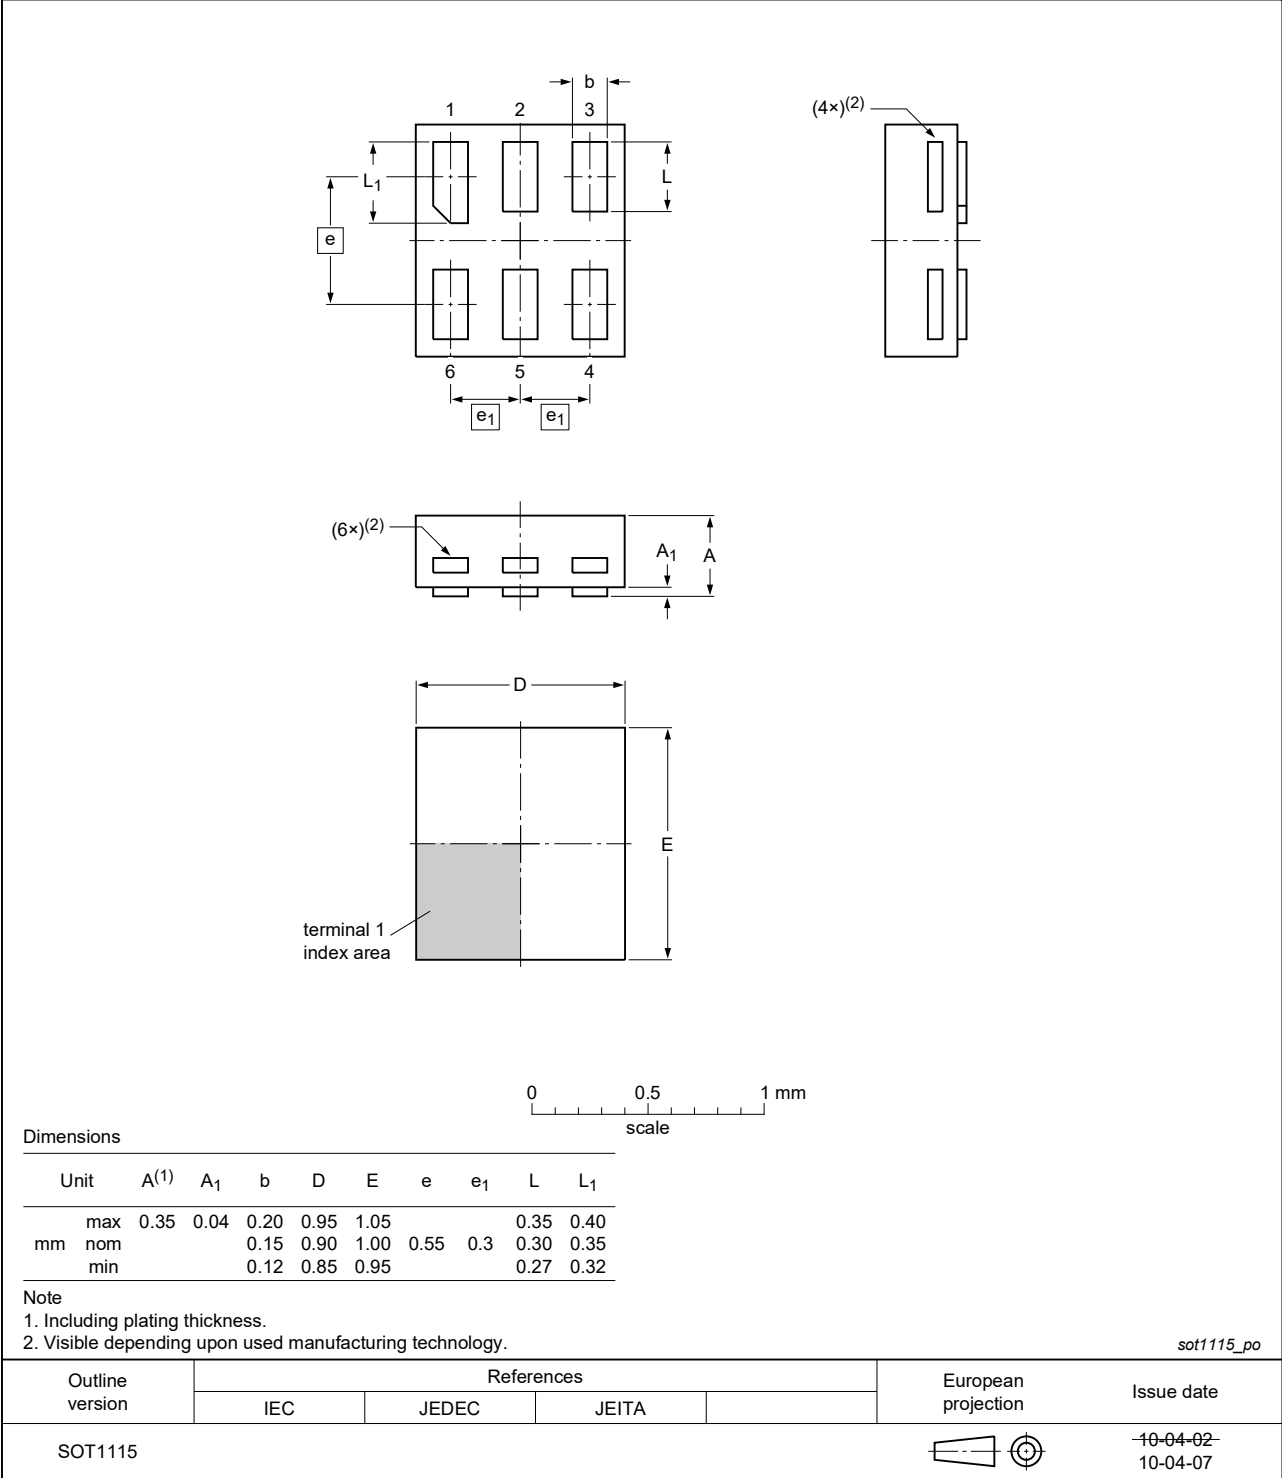 b
1 2 3
(4×)(2)
L1
L
e
6 5 4
e1 e1
(6×)(2)
A1 A
D
E
terminal 1
index area
0 0.5 1 mm
scale
Dimensions
Unit A(1) A1 b D E e e1 L L1
max 0.35 0.04 0.20 0.95 1.05 0.35 0.40
mm nom 0.15 0.90 1.00 0.55 0.3 0.30 0.35
min 0.12 0.85 0.95 0.27 0.32
Note
1. Including plating thickness.
2. Visible depending upon used manufacturing technology.
sot1115_po
Outline version References European projection Issue date
IEC JEDEC JEITA
SOT1115
10-04-02
10-04-07